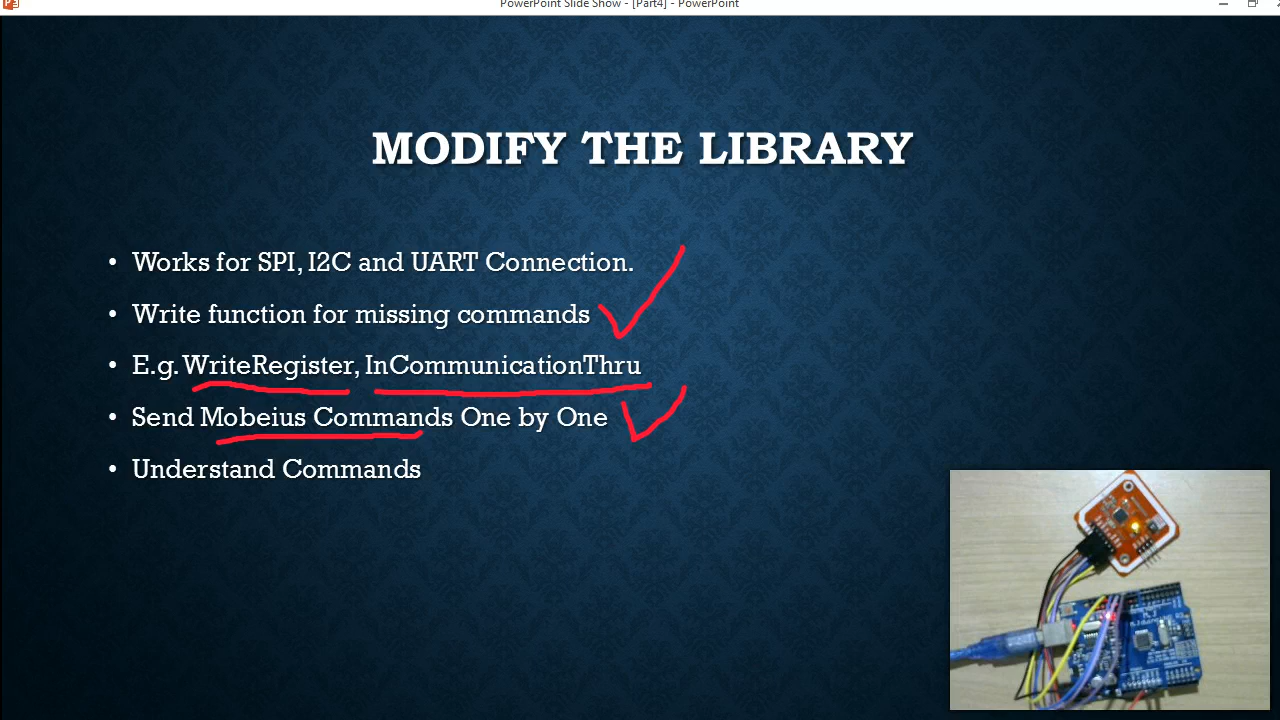 PowerPoint Slide Show - [Part4] - PowerPoint
MODIFY THE LIBRARY
• Works for SPI, I2C and UART Connection.
• Write function for missing commands
• E.g. WriteRegister, InCommunicationThru
• Send Mobeius Commands One by One
• Understand Commands